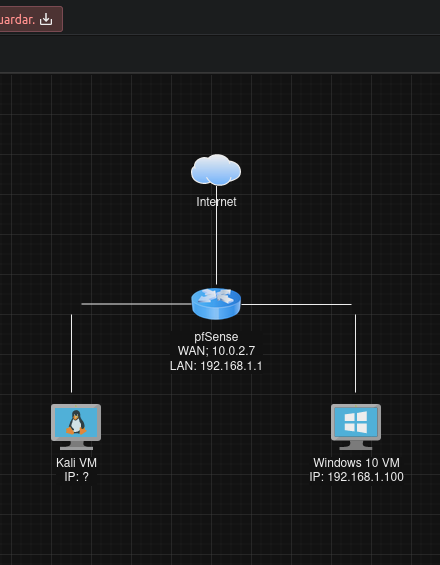 uardar.
Internet
pfSense
WAN; 10.0.2.7
LAN: 192.168.1.1
Kali VM
IP: ?
Windows 10 VM
IP: 192.168.1.100